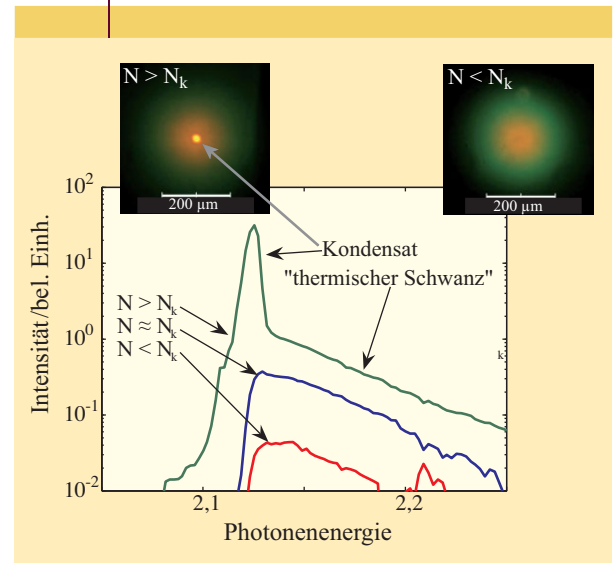 N > Nₖ
N < Nₖ
200 µm
200 µm
10²
10¹
10⁰
10⁻¹
10⁻²
Intensität/bel. Einh.
Kondensat
"thermischer Schwanz"
N > Nₖ
N ≈ Nₖ
N < Nₖ
k
2,1
2,2
Photonenenergie